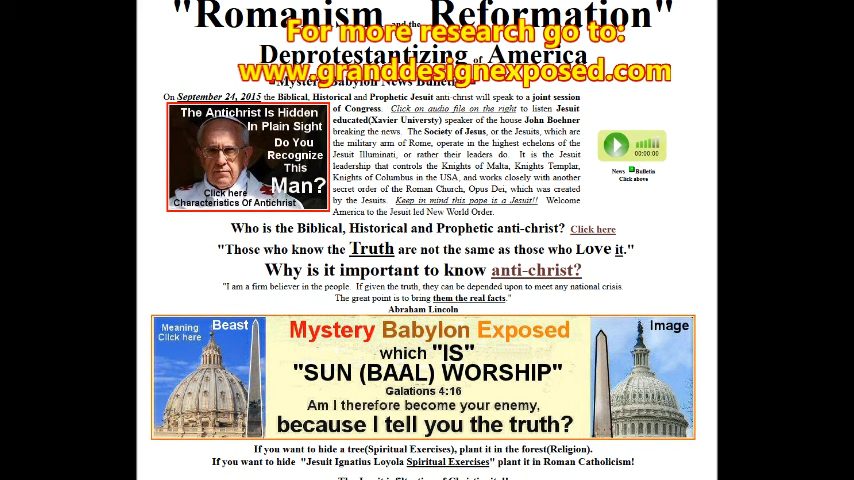 "Romanism and the Reformation"
For more research go to:
Deprotestantizing of America
www.granddesignexposed.com
On September 24, 2015 the Biblical, Historical and Prophetic Jesuit anti-christ will speak to a joint session
of Congress. Click on audio file on the right to listen Jesuit
educated(Xavier Universty) speaker of the house John Boehner
breaking the news. The Society of Jesus, or the Jesuits, which are
the military arm of Rome, operate in the highest echelons of the
Jesuit Illuminati, or rather their leaders do. It is the Jesuit
leadership that controls the Knights of Malta, Knights Templar,
Knights of Columbus in the USA, and works closely with another
secret order of the Roman Church, Opus Dei, which was created
by the Jesuits. Keep in mind this pope is a Jesuit!! Welcome
America to the Jesuit led New World Order.
The Antichrist Is Hidden
In Plain Sight
Do You
Recognize
This
Man?
Click here
Characteristics Of Antichrist
00:00:00
News Bulletin
Click above
Who is the Biblical, Historical and Prophetic anti-christ? Click here
"Those who know the Truth are not the same as those who Love it."
Why is it important to know anti-christ?
"I am a firm believer in the people. If given the truth, they can be depended upon to meet any national crisis.
The great point is to bring them the real facts."
Abraham Lincoln
Meaning
Click here
Beast
Mystery Babylon Exposed
which "IS"
"SUN (BAAL) WORSHIP"
Galations 4:16
Am I therefore become your enemy,
because I tell you the truth?
Image
If you want to hide a tree(Spiritual Exercises), plant it in the forest(Religion).
If you want to hide "Jesuit Ignatius Loyola Spiritual Exercises" plant it in Roman Catholicism!